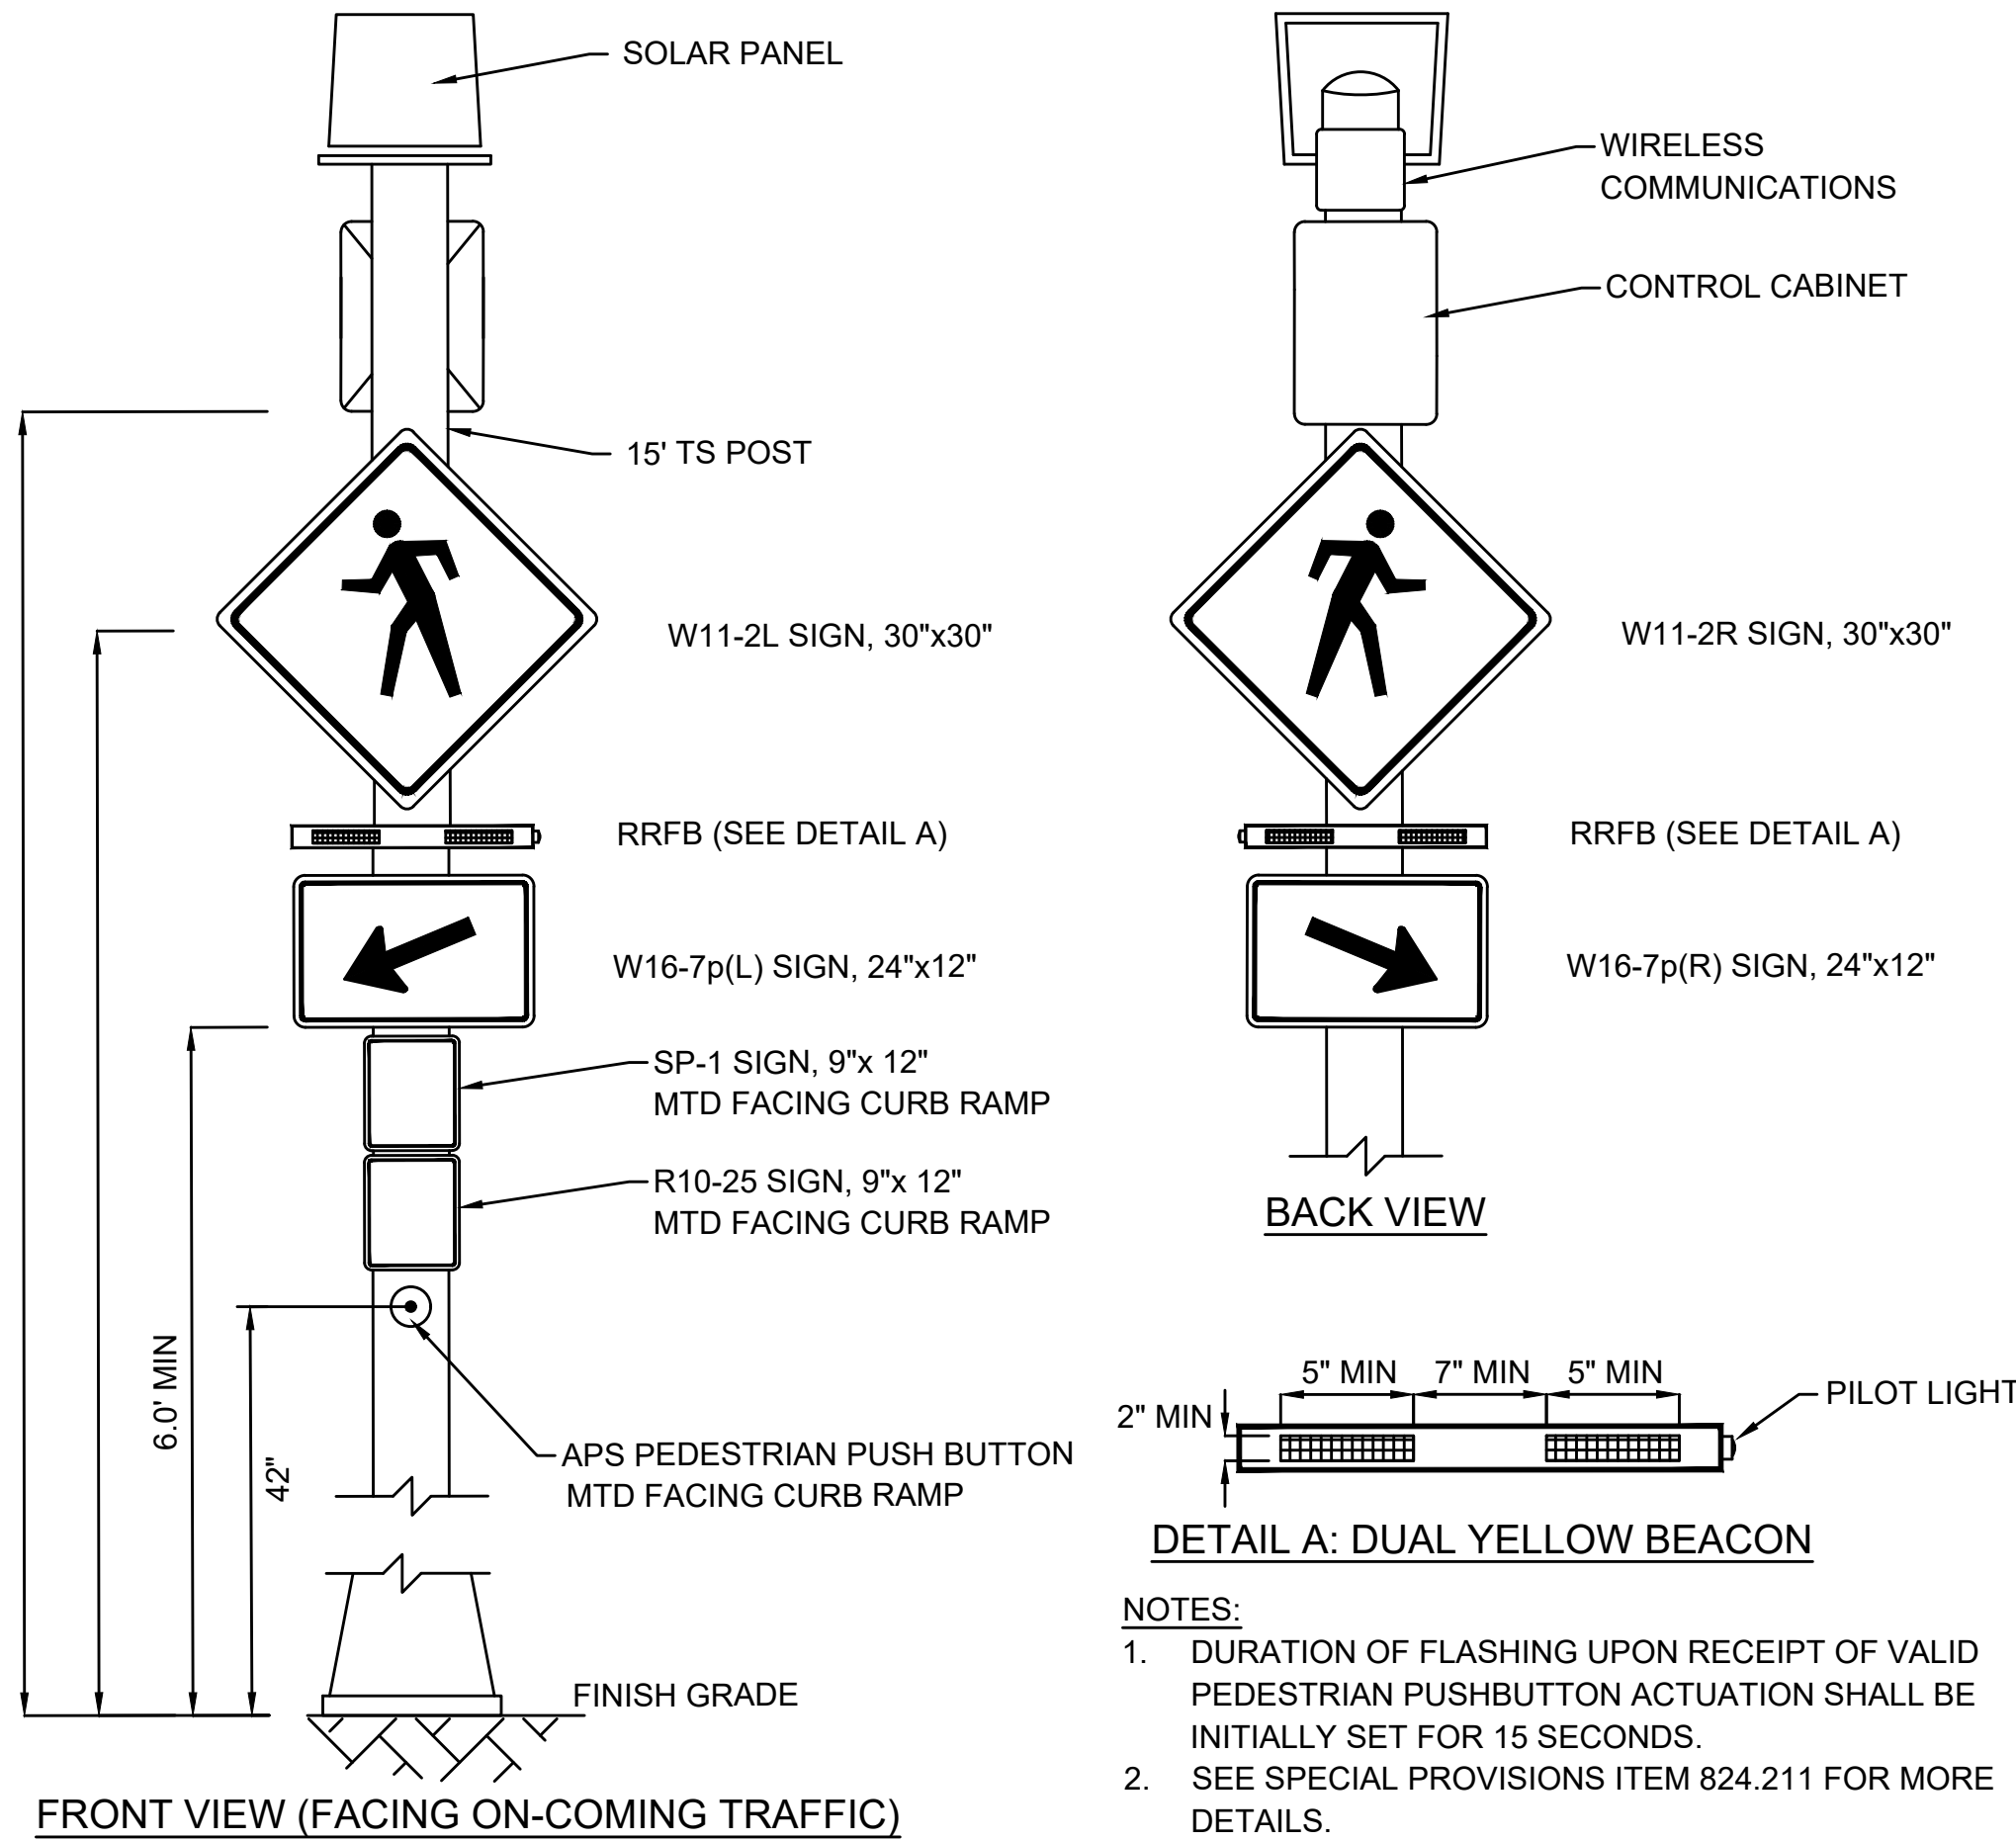 SOLAR PANEL
15' TS POST
W11-2L SIGN, 30"x30"
RRFB (SEE DETAIL A)
W16-7p(L) SIGN, 24"x12"
SP-1 SIGN, 9"x 12"
MTD FACING CURB RAMP
R10-25 SIGN, 9"x 12"
MTD FACING CURB RAMP
6.0' MIN
42"
APS PEDESTRIAN PUSH BUTTON
MTD FACING CURB RAMP
FINISH GRADE
FRONT VIEW (FACING ON-COMING TRAFFIC)
WIRELESS
COMMUNICATIONS
CONTROL CABINET
W11-2R SIGN, 30"x30"
RRFB (SEE DETAIL A)
W16-7p(R) SIGN, 24"x12"
BACK VIEW
5" MIN 7" MIN 5" MIN
2" MIN
PILOT LIGHT
DETAIL A: DUAL YELLOW BEACON
NOTES:
1. DURATION OF FLASHING UPON RECEIPT OF VALID
PEDESTRIAN PUSHBUTTON ACTUATION SHALL BE
INITIALLY SET FOR 15 SECONDS.
2. SEE SPECIAL PROVISIONS ITEM 824.211 FOR MORE
DETAILS.